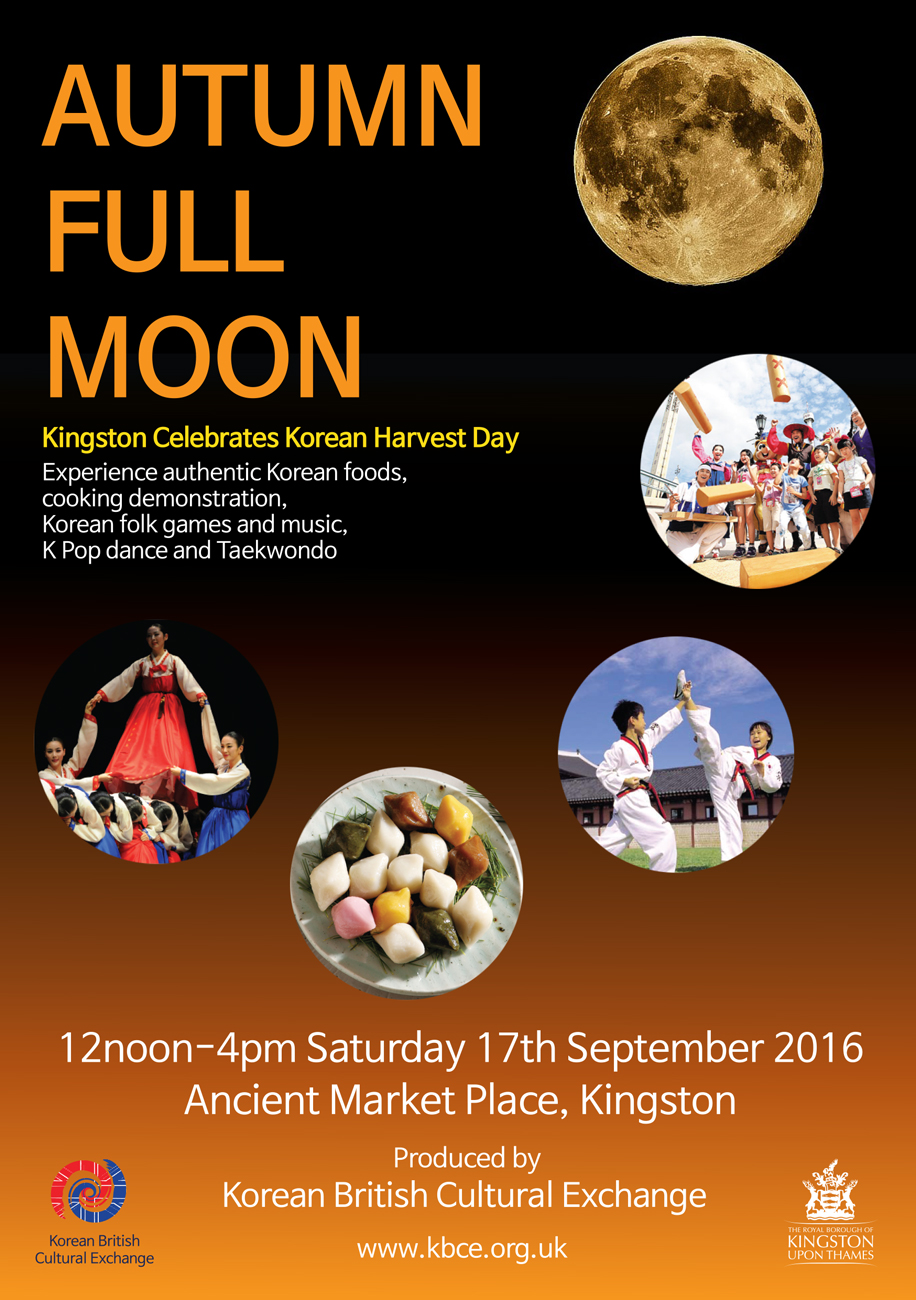 AUTUMN
FULL
MOON
Kingston Celebrates Korean Harvest Day
Experience authentic Korean foods,
cooking demonstration,
Korean folk games and music,
K Pop dance and Taekwondo
12noon-4pm Saturday 17th September 2016
Ancient Market Place, Kingston
Produced by
Korean British Cultural Exchange
www.kbce.org.uk
Korean British
Cultural Exchange
THE ROYAL BOROUGH OF
KINGSTON
UPON THAMES